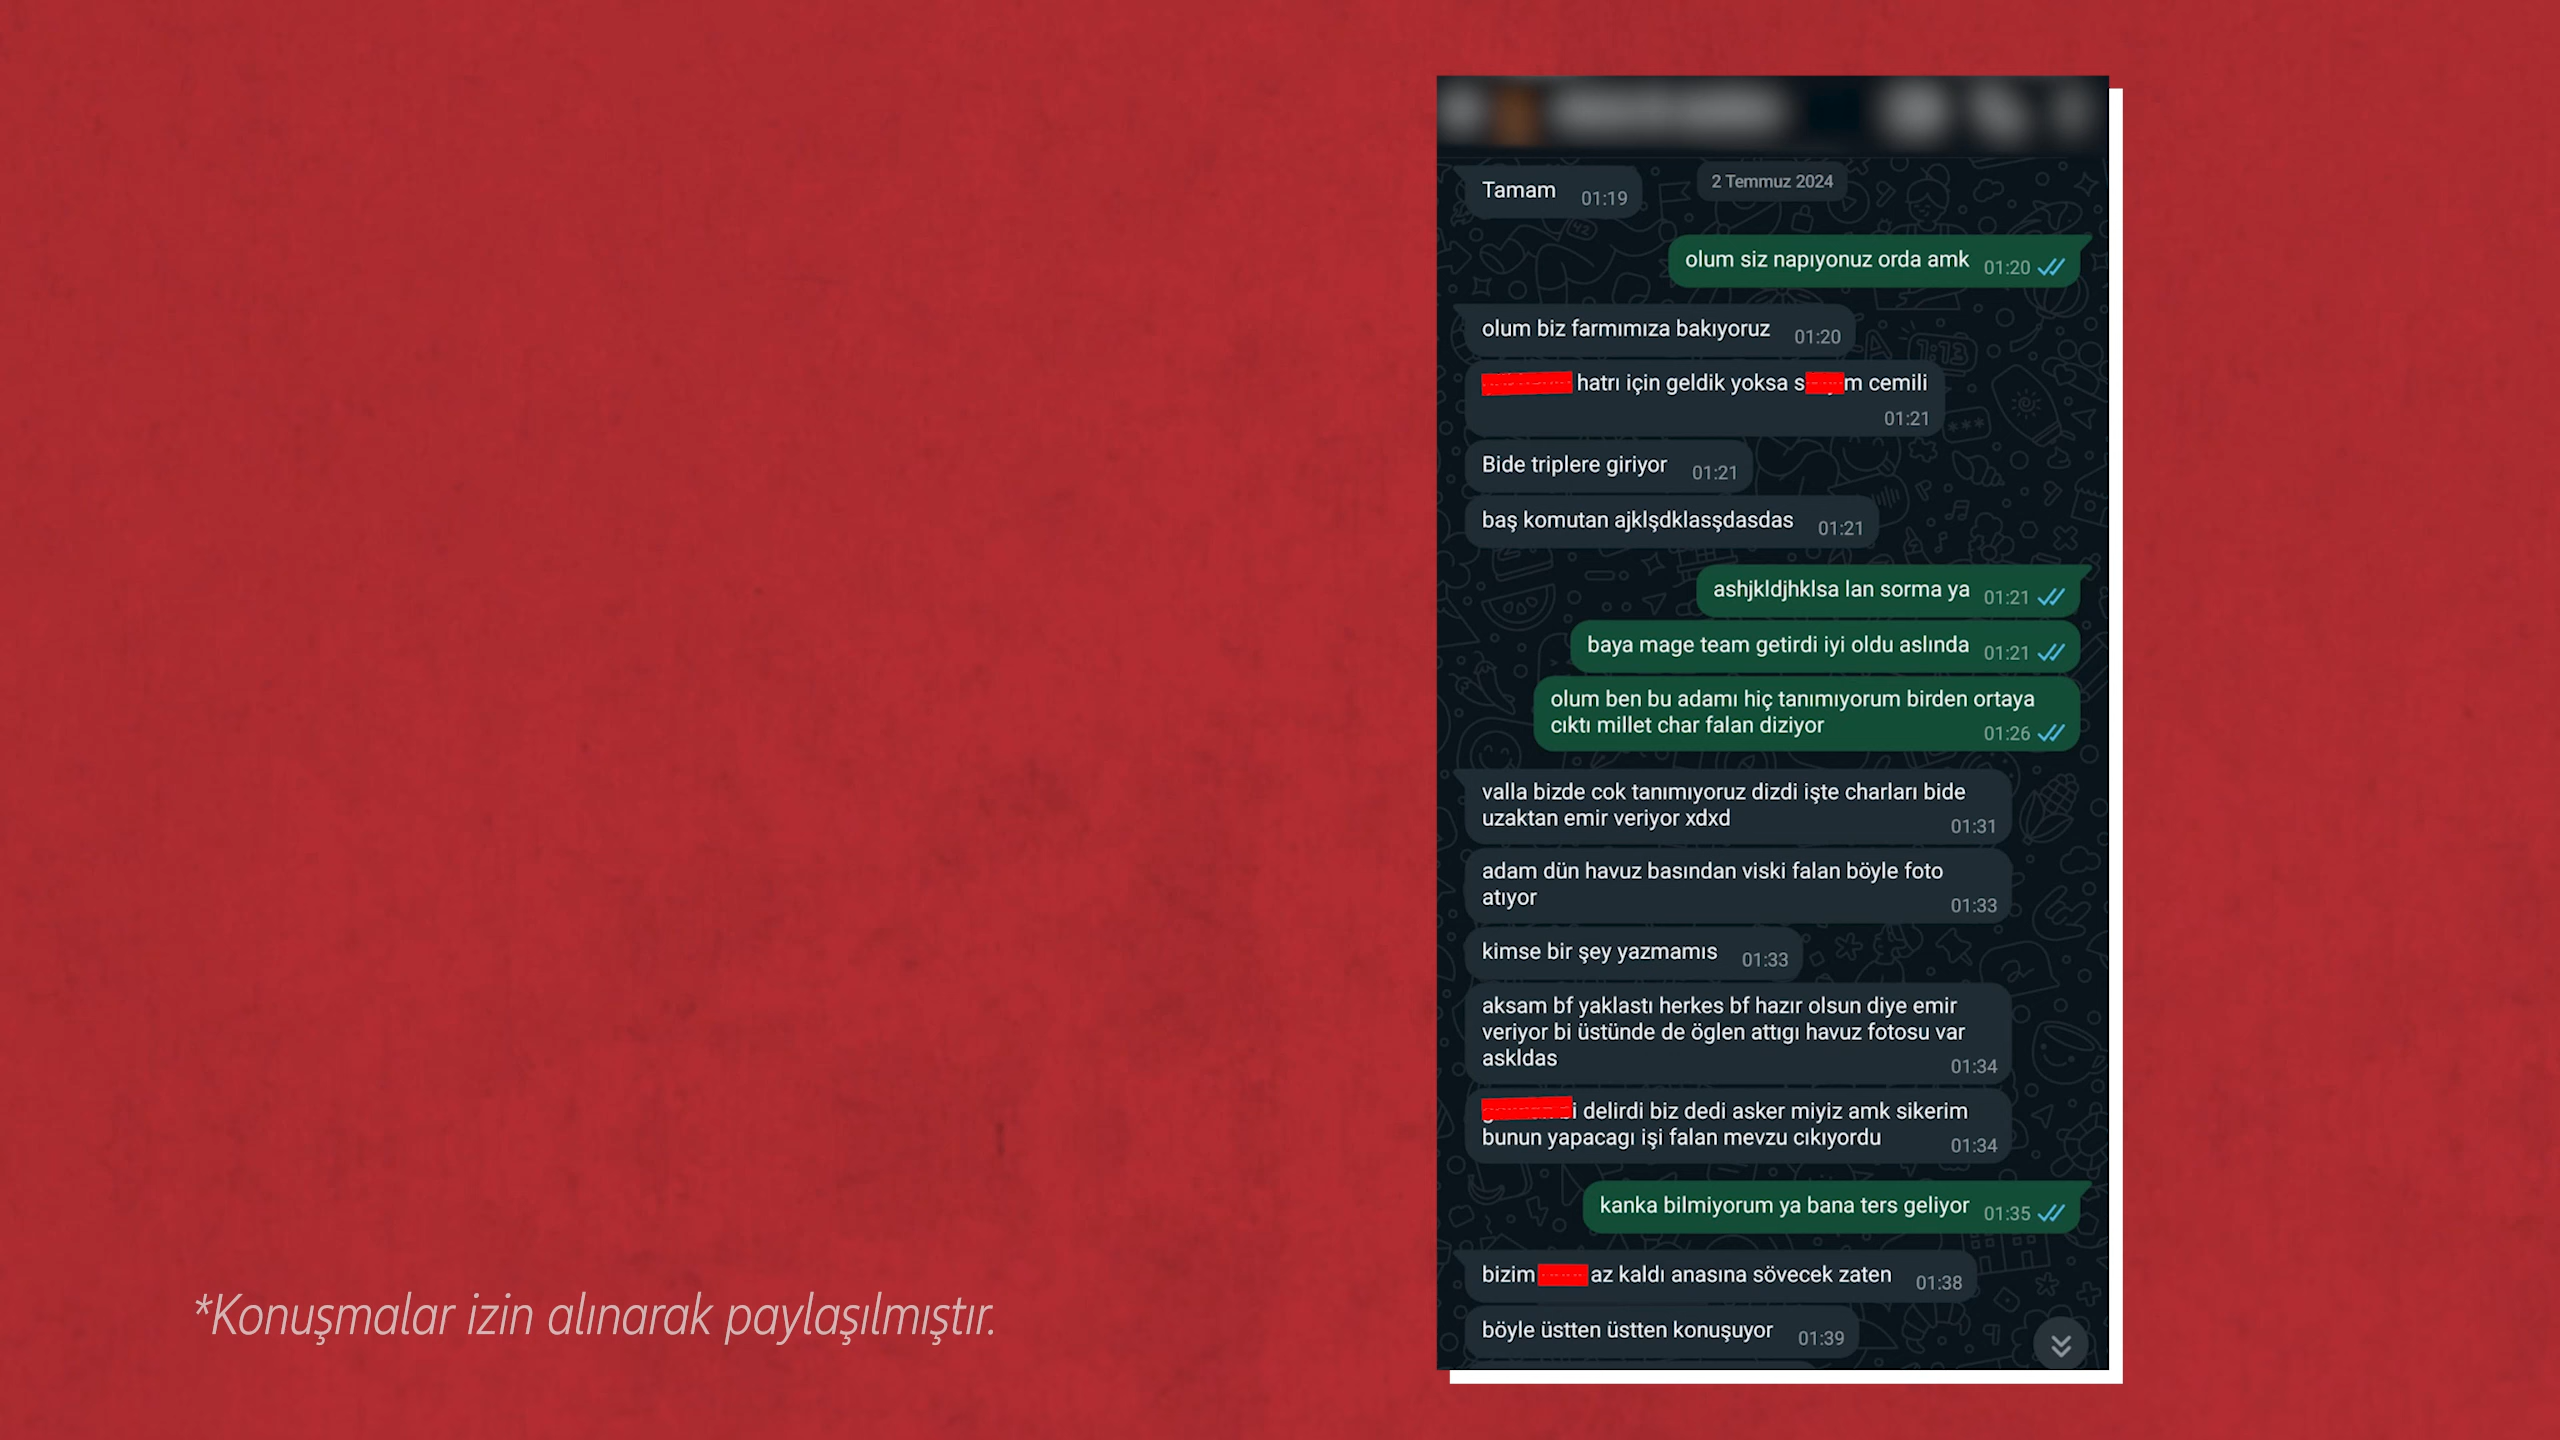 2 Temmuz 2024
Tamam 01:19
olum siz napıyonuz orda amk 01:20
olum biz farmımıza bakıyoruz 01:20
hatrı için geldik yoksa s m cemili
01:21
Bide triplere giriyor 01:21
baş komutan ajklşdklasşdasdas 01:21
ashjkldjhklsa lan sorma ya 01:21
baya mage team getirdi iyi oldu aslında 01:21
olum ben bu adamı hiç tanımıyorum birden ortaya
cıktı millet char falan diziyor 01:26
valla bizde cok tanımıyoruz dizdi işte charları bide
uzaktan emir veriyor xdxd 01:31
adam dün havuz basından viski falan böyle foto
atıyor 01:33
kimse bir şey yazmamıs 01:33
aksam bf yaklastı herkes bf hazır olsun diye emir
veriyor bi üstünde de öglen attıgı havuz fotosu var
askldas 01:34
i delirdi biz dedi asker miyiz amk sikerim
bunun yapacagı işi falan mevzu cıkıyordu 01:34
kanka bilmiyorum ya bana ters geliyor 01:35
bizim az kaldı anasına sövecek zaten 01:38
böyle üstten üstten konuşuyor 01:39
*Konuşmalar izin alınarak paylaşılmıştır.